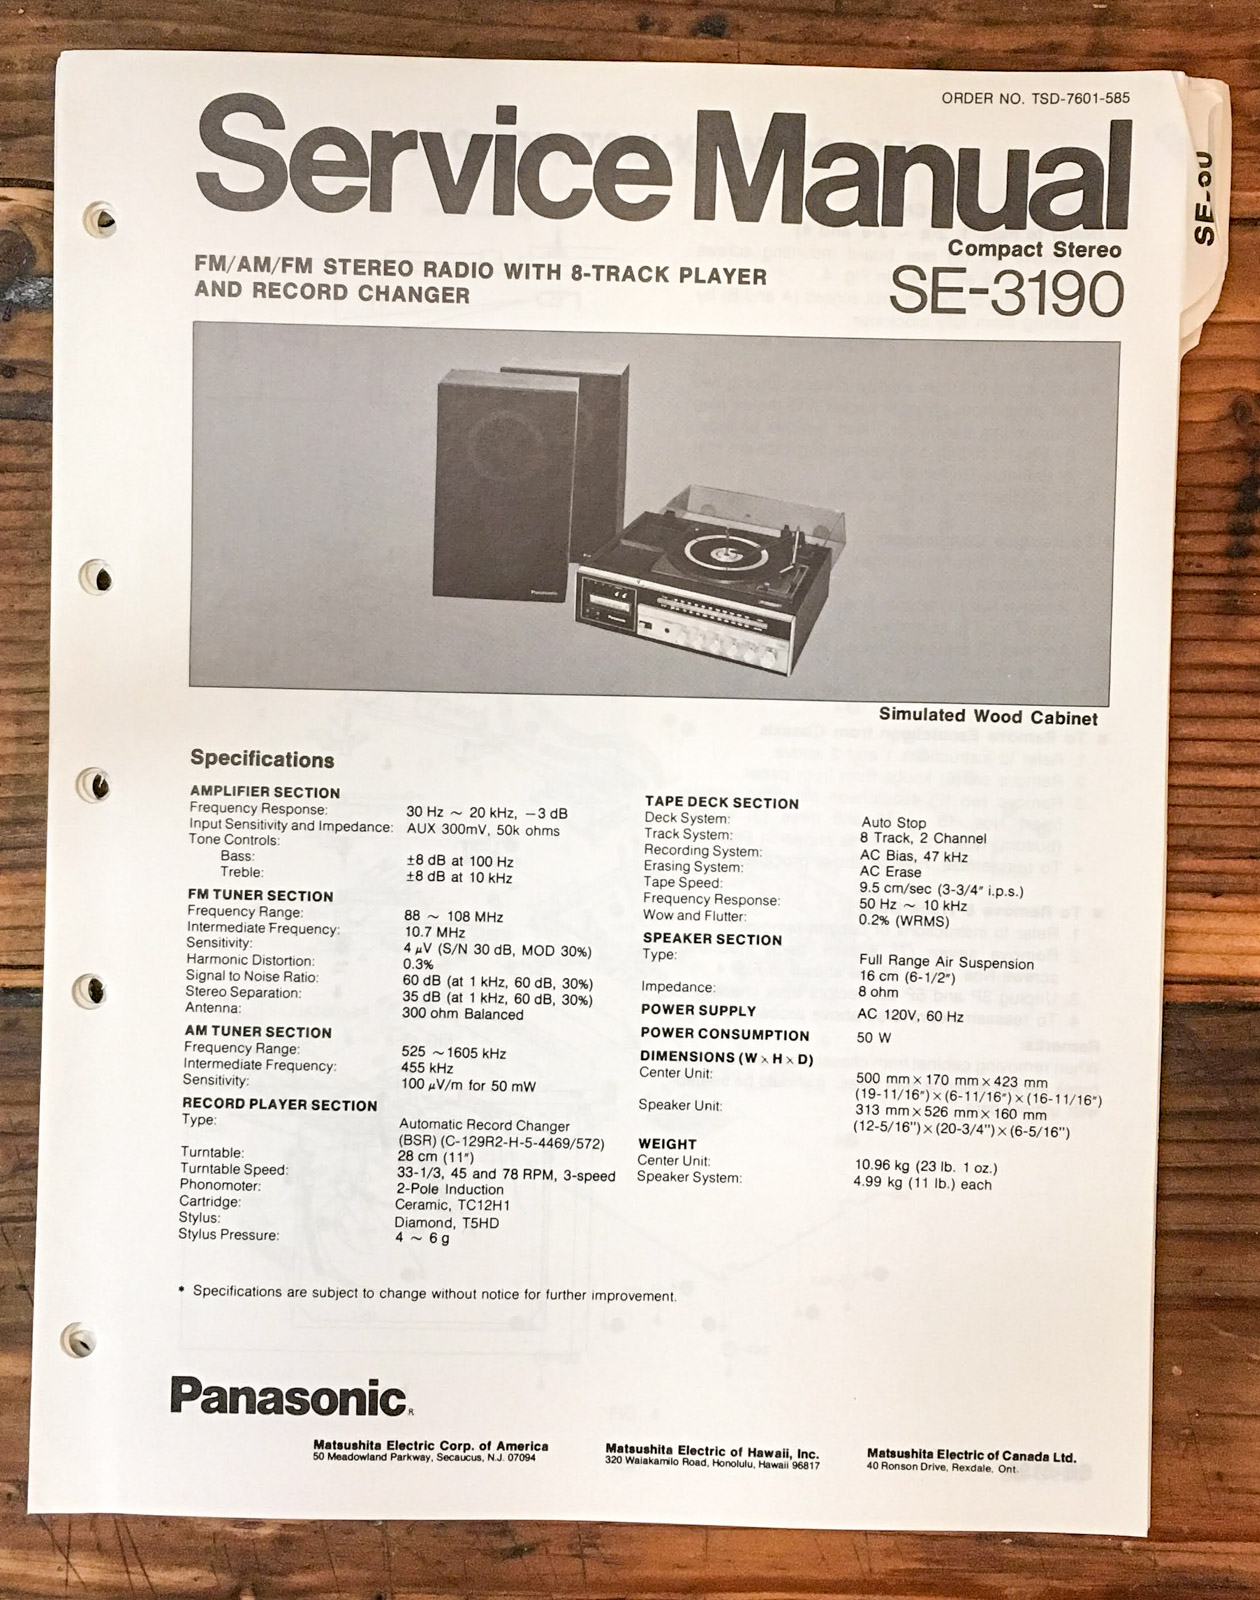 ORDER NO. TSD-7601-585
Service Manual
Compact Stereo
SE-3190
FM/AM/FM STEREO RADIO WITH 8-TRACK PLAYER
AND RECORD CHANGER
Panasonic
Simulated Wood Cabinet
Specifications
AMPLIFIER SECTION
Frequency Response: 30 Hz ~ 20 kHz, −3 dB
Input Sensitivity and Impedance: AUX 300mV, 50k ohms
Tone Controls:
Bass: ±8 dB at 100 Hz
Treble: ±8 dB at 10 kHz
FM TUNER SECTION
Frequency Range: 88 ~ 108 MHz
Intermediate Frequency: 10.7 MHz
Sensitivity: 4 μV (S/N 30 dB, MOD 30%)
Harmonic Distortion: 0.3%
Signal to Noise Ratio: 60 dB (at 1 kHz, 60 dB, 30%)
Stereo Separation: 35 dB (at 1 kHz, 60 dB, 30%)
Antenna: 300 ohm Balanced
AM TUNER SECTION
Frequency Range: 525 ~1605 kHz
Intermediate Frequency: 455 kHz
Sensitivity: 100 μV/m for 50 mW
RECORD PLAYER SECTION
Type: Automatic Record Changer
(BSR) (C-129R2-H-5-4469/572)
Turntable: 28 cm (11″)
Turntable Speed: 33-1/3, 45 and 78 RPM, 3-speed
Phonomoter: 2-Pole Induction
Cartridge: Ceramic, TC12H1
Stylus: Diamond, T5HD
Stylus Pressure: 4 ~ 6 g
TAPE DECK SECTION
Deck System: Auto Stop
Track System: 8 Track, 2 Channel
Recording System: AC Bias, 47 kHz
Erasing System: AC Erase
Tape Speed: 9.5 cm/sec (3-3/4″ i.p.s.)
Frequency Response: 50 Hz ~ 10 kHz
Wow and Flutter: 0.2% (WRMS)
SPEAKER SECTION
Type: Full Range Air Suspension
16 cm (6-1/2″)
Impedance: 8 ohm
POWER SUPPLY AC 120V, 60 Hz
POWER CONSUMPTION 50 W
DIMENSIONS (W × H × D)
Center Unit: 500 mm × 170 mm × 423 mm
(19-11/16″) × (6-11/16″) × (16-11/16″)
Speaker Unit: 313 mm × 526 mm × 160 mm
(12-5/16″) × (20-3/4″) × (6-5/16″)
WEIGHT
Center Unit: 10.96 kg (23 lb. 1 oz.)
Speaker System: 4.99 kg (11 lb.) each
* Specifications are subject to change without notice for further improvement.
Panasonic®
Matsushita Electric Corp. of America
50 Meadowland Parkway, Secaucus, N.J. 07094
Matsushita Electric of Hawaii, Inc.
320 Waiakamilo Road, Honolulu, Hawaii 96817
Matsushita Electric of Canada Ltd.
40 Ronson Drive, Rexdale, Ont.